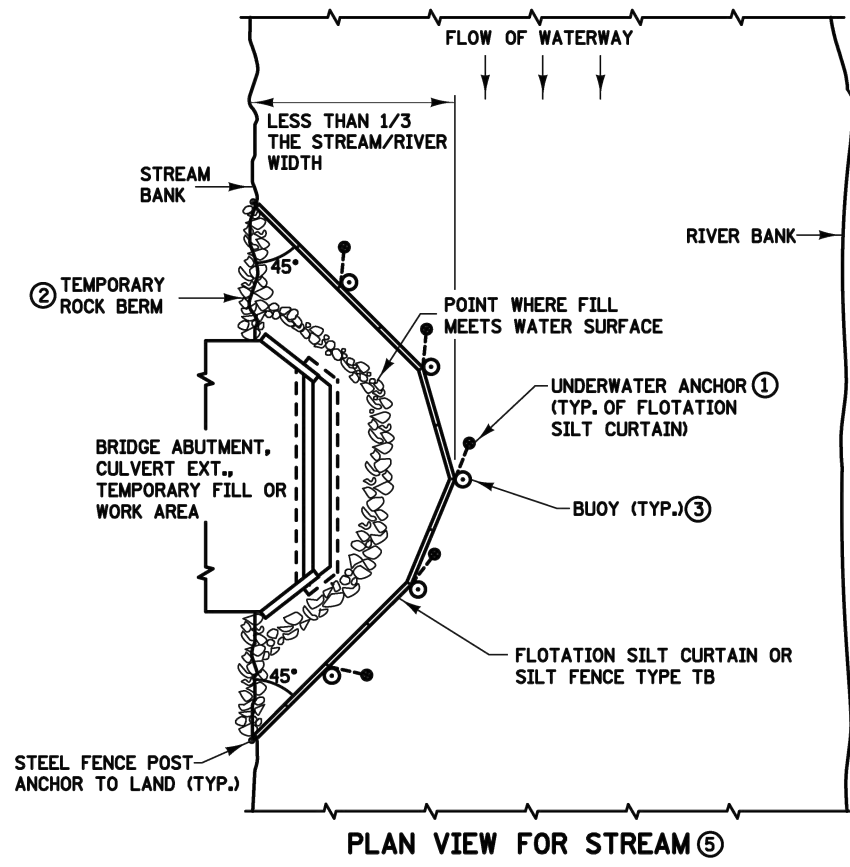 FLOW OF WATERWAY
LESS THAN 1/3
THE STREAM/RIVER
WIDTH
STREAM
BANK
RIVER BANK
45°
② TEMPORARY
ROCK BERM
POINT WHERE FILL
MEETS WATER SURFACE
UNDERWATER ANCHOR ①
(TYP. OF FLOTATION
SILT CURTAIN)
BRIDGE ABUTMENT,
CULVERT EXT.,
TEMPORARY FILL OR
WORK AREA
BUOY (TYP.) ③
FLOTATION SILT CURTAIN OR
SILT FENCE TYPE TB
45°
STEEL FENCE POST
ANCHOR TO LAND (TYP.)
PLAN VIEW FOR STREAM ⑤